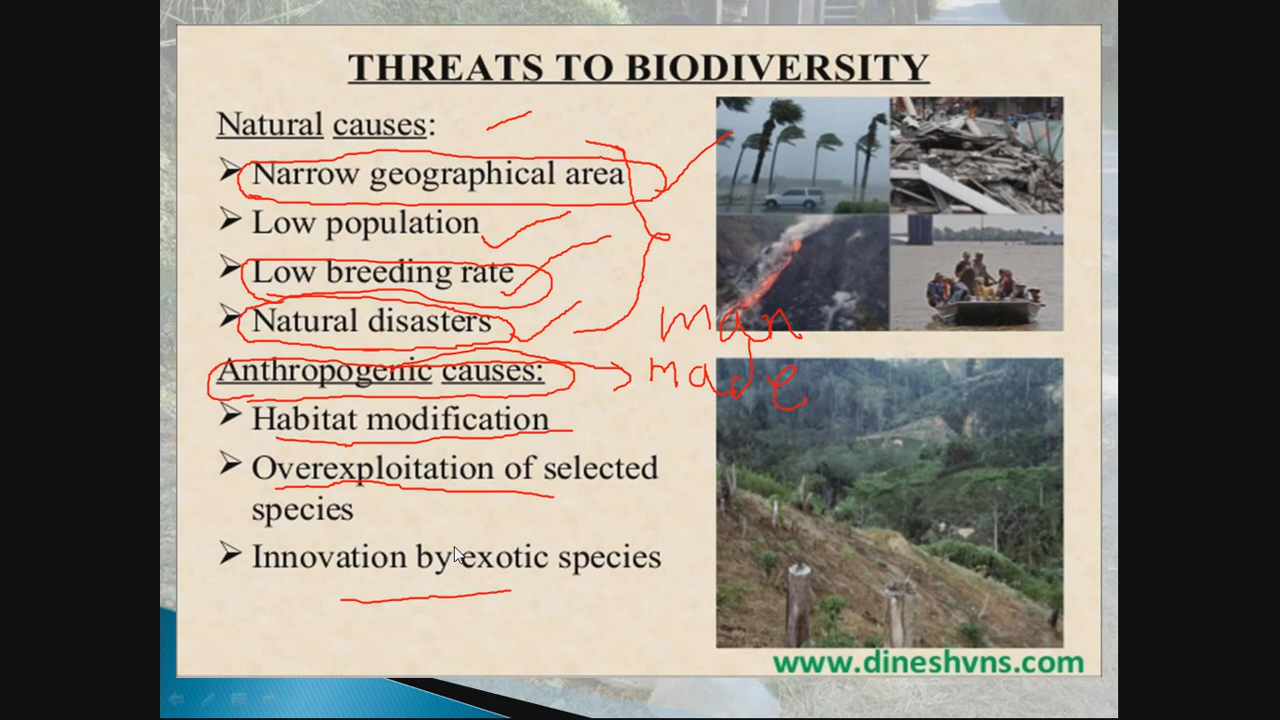 THREATS TO BIODIVERSITY
Natural causes:
Narrow geographical area
Low population
Low breeding rate
Natural disasters
Anthropogenic causes:
man
made
Habitat modification
Overexploitation of selected
species
Innovation by exotic species
www.dineshvns.com